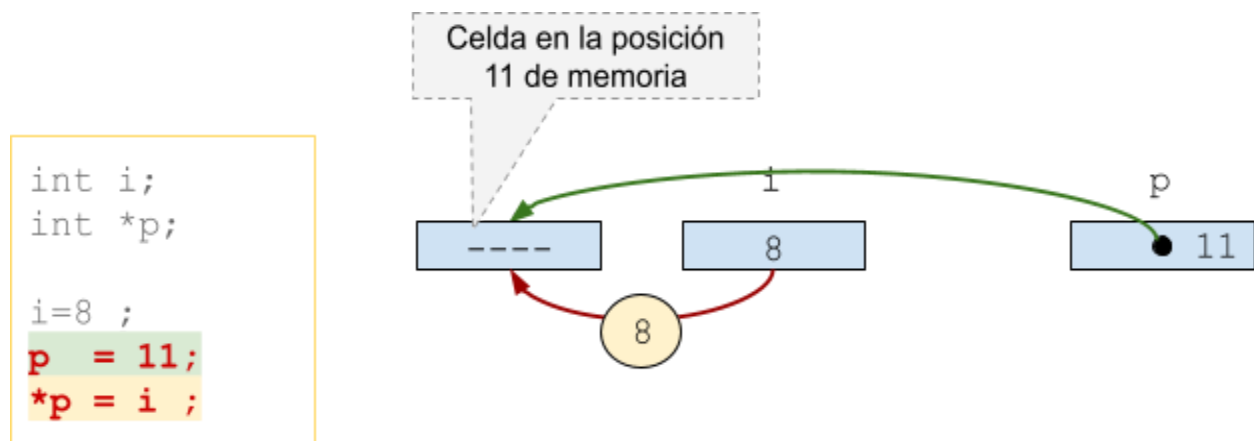 Celda en la posición
11 de memoria
int i;
int *p;
i=8 ;
p  = 11;
*p = i ;
i
p
----
8
11
8